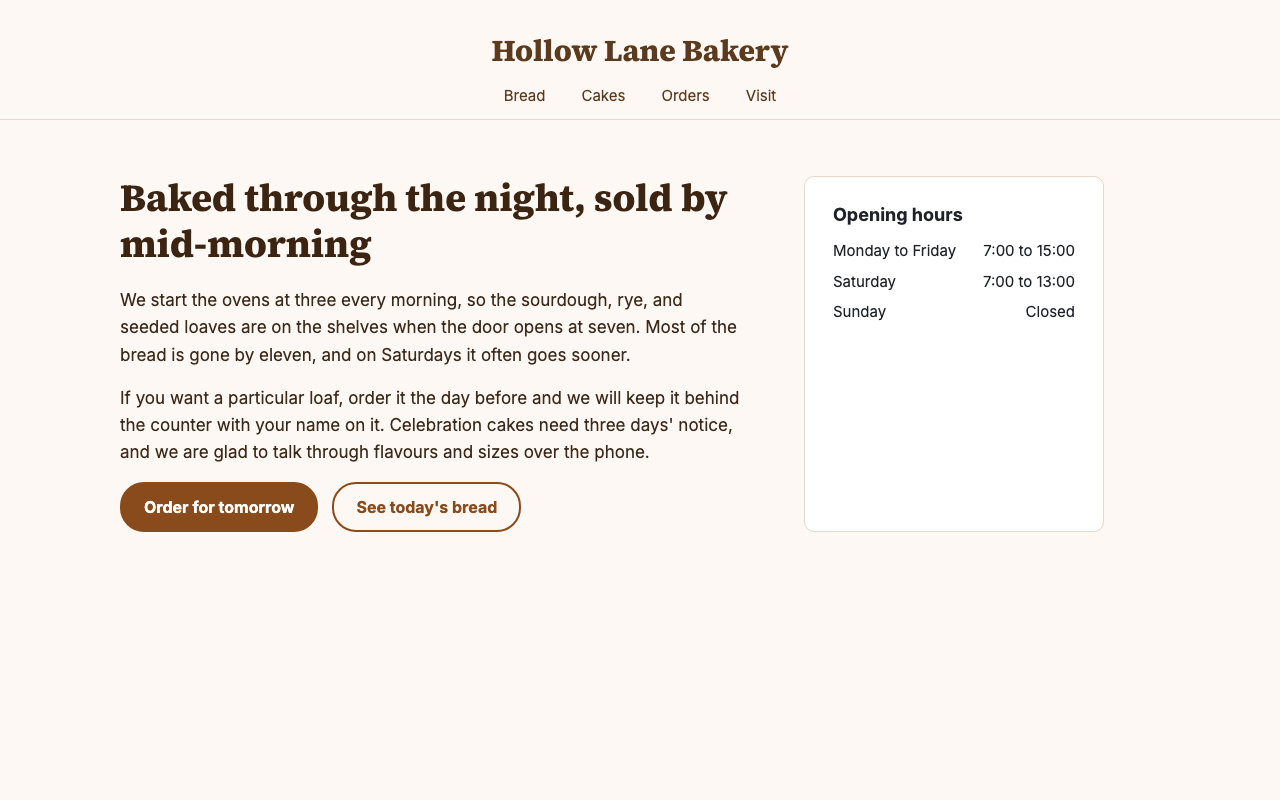 Hollow Lane Bakery
Bread Cakes Orders Visit
Baked through the night, sold by
mid-morning
We start the ovens at three every morning, so the sourdough, rye, and
seeded loaves are on the shelves when the door opens at seven. Most of the
bread is gone by eleven, and on Saturdays it often goes sooner.
If you want a particular loaf, order it the day before and we will keep it behind
the counter with your name on it. Celebration cakes need three days' notice,
and we are glad to talk through flavours and sizes over the phone.
Order for tomorrow See today's bread
Opening hours
Monday to Friday 7:00 to 15:00
Saturday 7:00 to 13:00
Sunday Closed